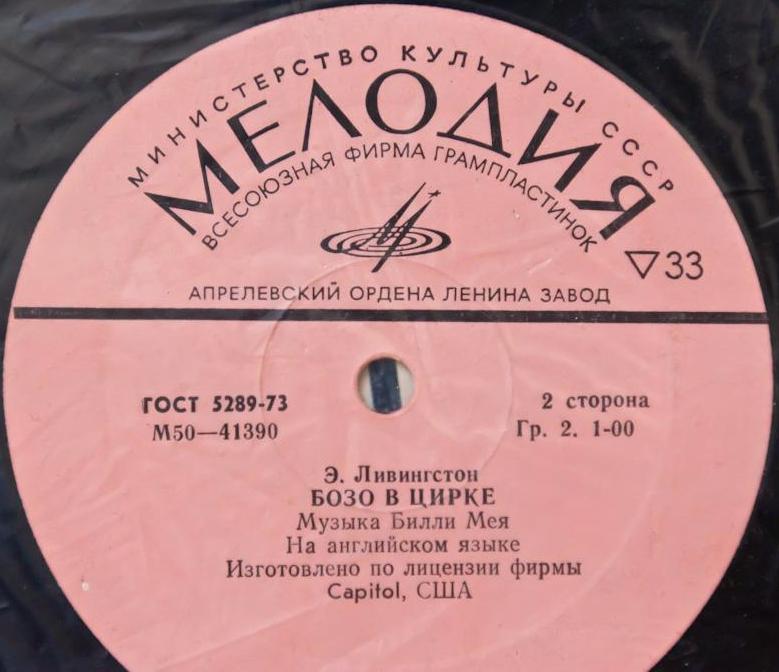 МИНИСТЕРСТВО КУЛЬТУРЫ СССР
МЕЛОДИЯ
ВСЕСОЮЗНАЯ ФИРМА ГРАМПЛАСТИНОК
▽33
АПРЕЛЕВСКИЙ ОРДЕНА ЛЕНИНА ЗАВОД
ГОСТ 5289-73
2 сторона
М50—41390
Гр. 2. 1-00
Э. Ливингстон
БОЗО В ЦИРКЕ
Музыка Билли Мея
На английском языке
Изготовлено по лицензии фирмы
Capitol, США